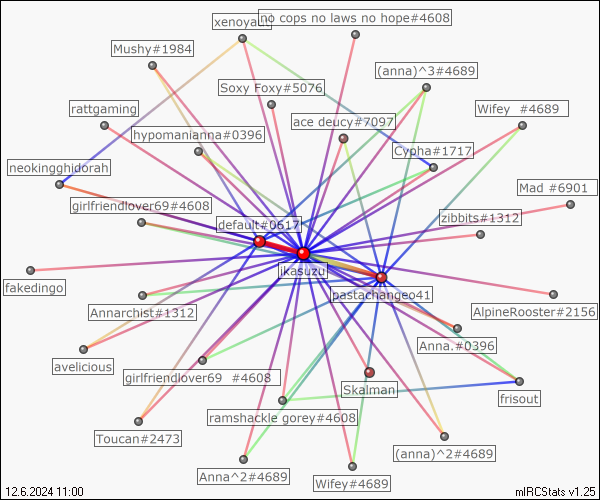 xenoyault
no cops no laws no hope#4608
Mushy#1984
(anna)^3#4689
Soxy Foxy#5076
rattgaming
ace deucy#7097
Wifey #4689
hypomanianna#0396
Cypha#1717
neokingghidorah
Mad #6901
girlfriendlover69#4608
zibbits#1312
default#0617
fakedingo
jkasuzu
pastachangeo41
Annarchist#1312
AlpineRooster#2156
Anna.#0396
avelicious
girlfriendlover69 #4608
Skalman
frisout
ramshackle gorey#4608
Toucan#2473
(anna)^2#4689
Anna^2#4689
Wifey#4689
12.6.2024 11:00
mIRCStats v1.25